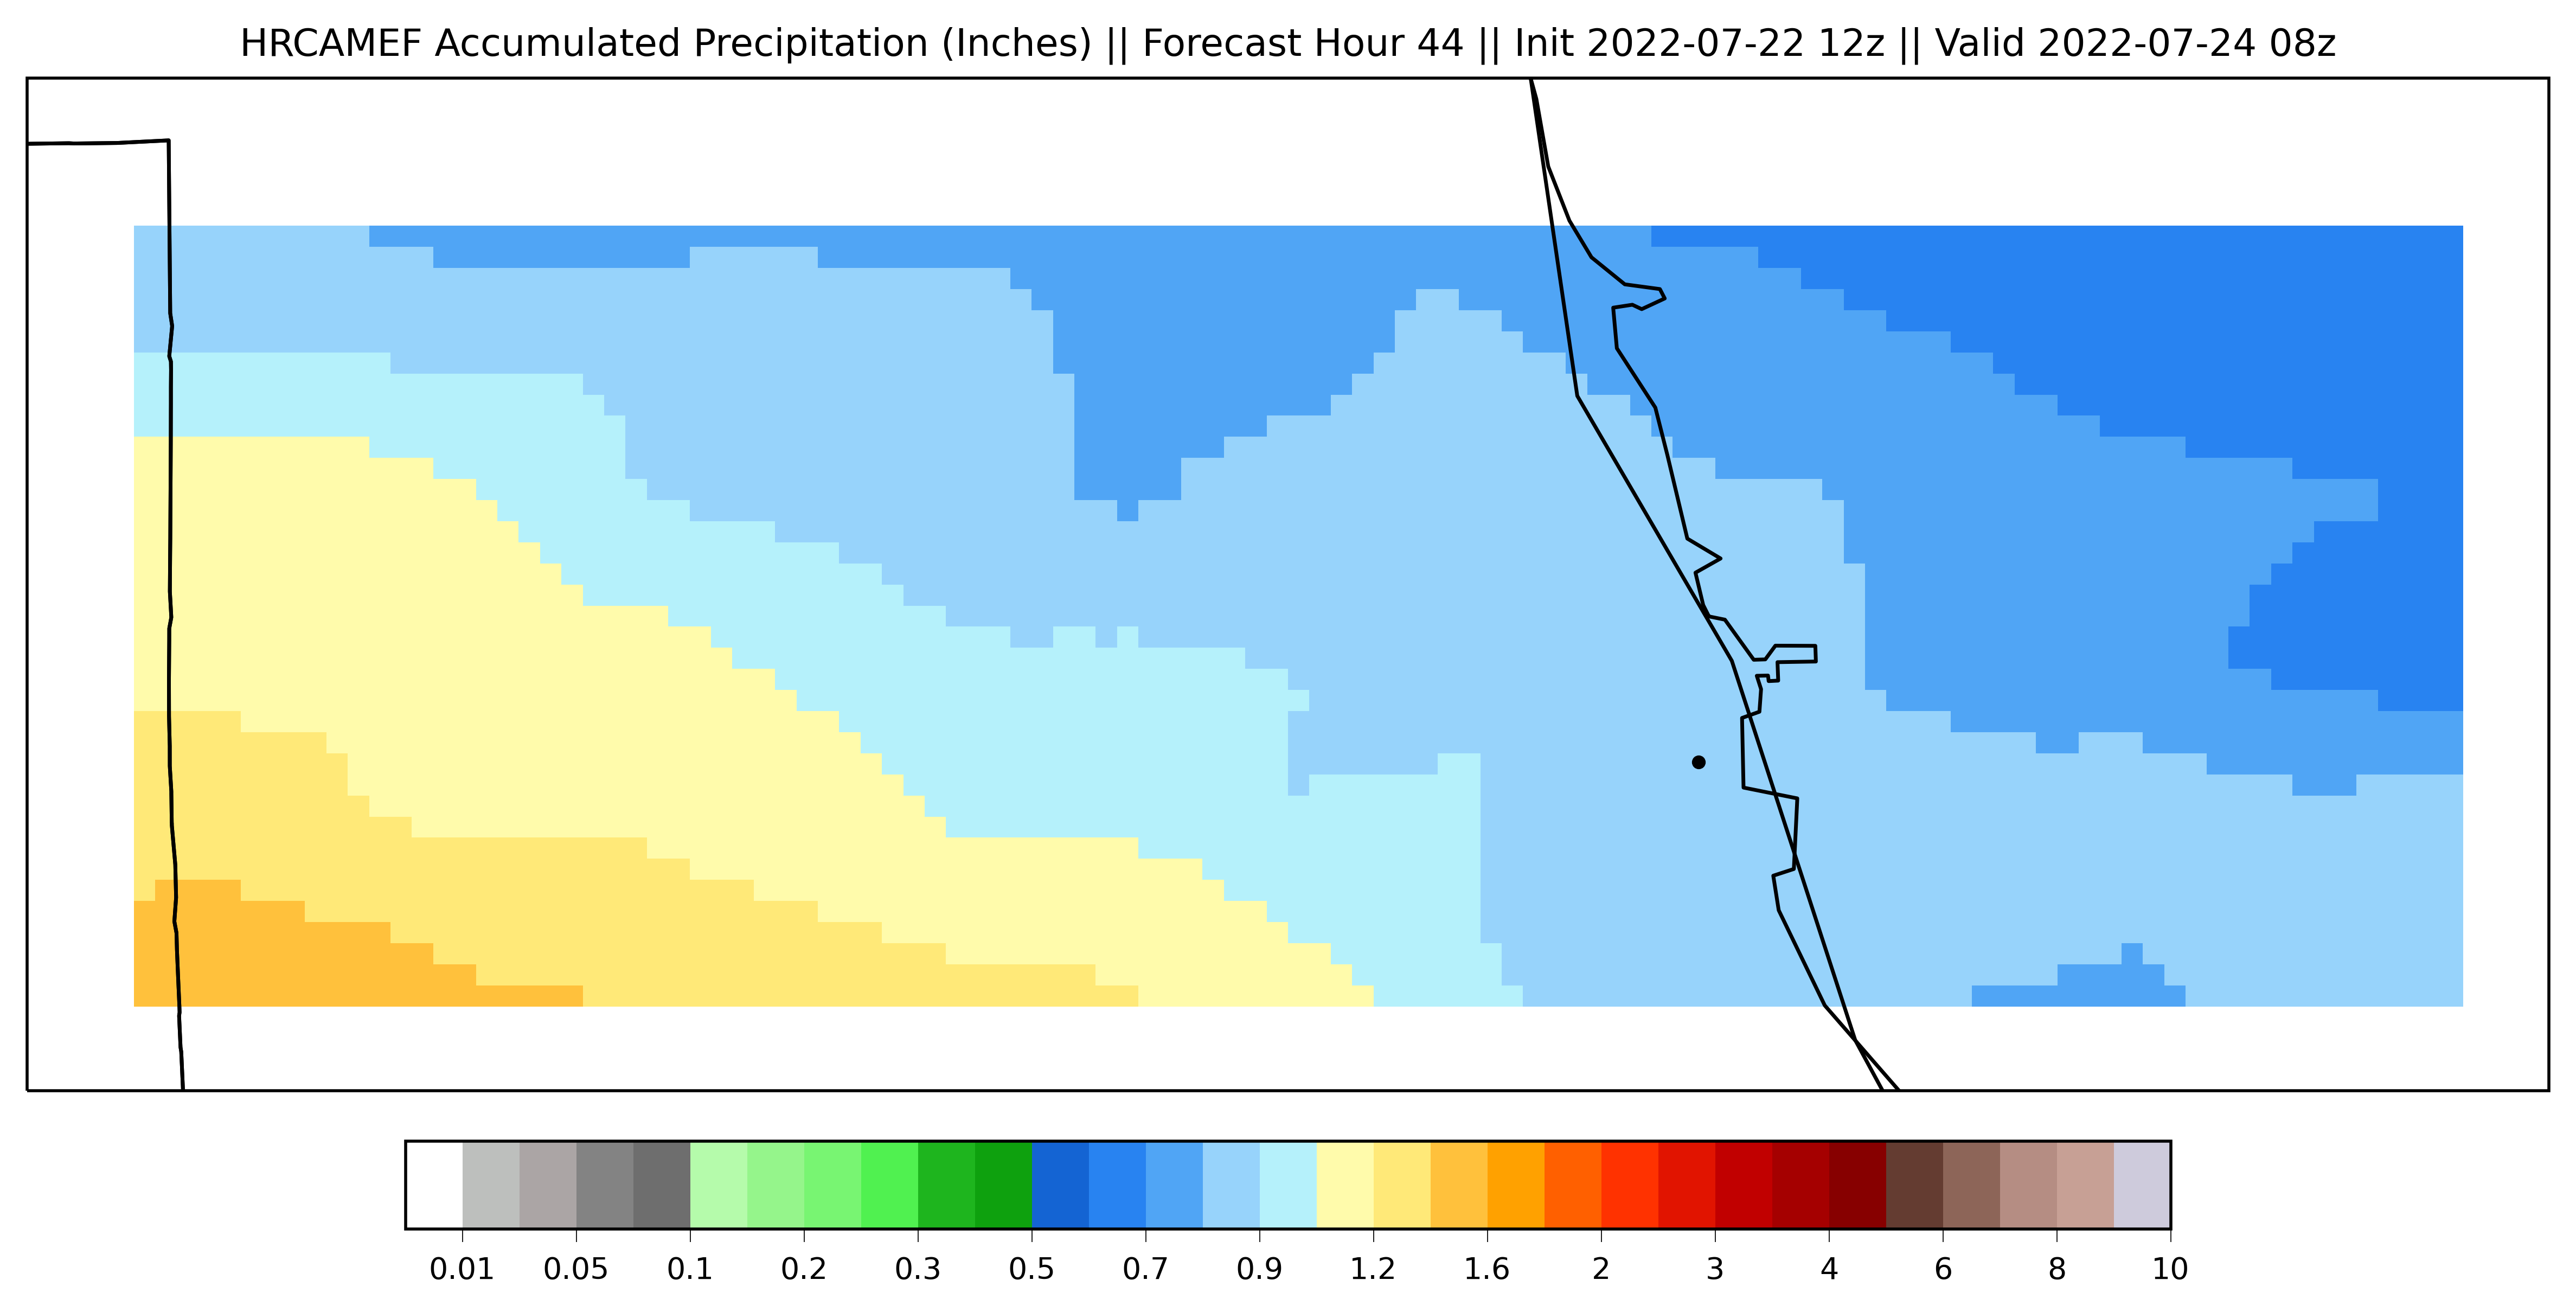 HRCAMEF Accumulated Precipitation (Inches) || Forecast Hour 44 || Init 2022-07-22 12z || Valid 2022-07-24 08z
0.01 0.05 0.1 0.2 0.3 0.5 0.7 0.9 1.2 1.6 2 3 4 6 8 10